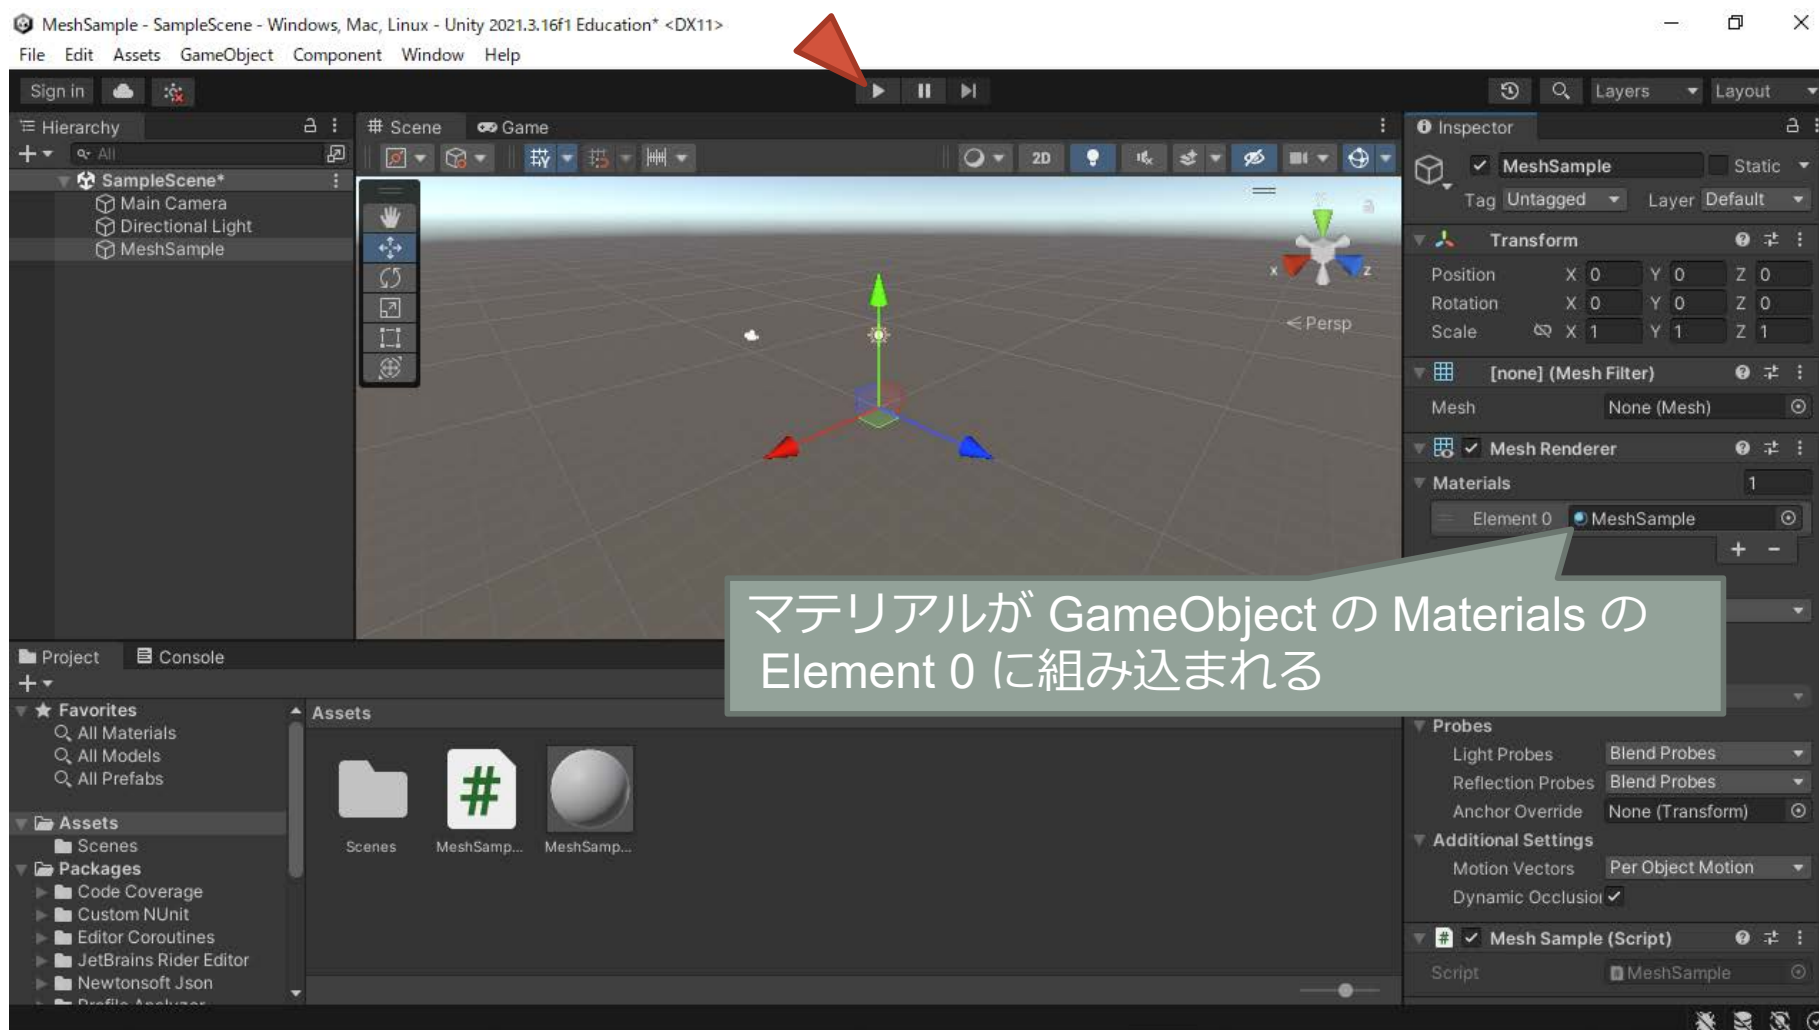 MeshSample - SampleScene - Windows, Mac, Linux - Unity 2021.3.16f1 Education* <DX11>
File Edit Assets GameObject Component Window Help
Sign in
Layers
Layout
Hierarchy
All
SampleScene*
Main Camera
Directional Light
MeshSample
Scene
Game
2D
x
z
Persp
マテリアルが GameObject の Materials の
Element 0 に組み込まれる
Inspector
MeshSample
Static
Tag Untagged Layer Default
Transform
Position X 0 Y 0 Z 0
Rotation X 0 Y 0 Z 0
Scale X 1 Y 1 Z 1
[none] (Mesh Filter)
Mesh None (Mesh)
Mesh Renderer
Materials 1
Element 0 MeshSample
Probes
Light Probes Blend Probes
Reflection Probes Blend Probes
Anchor Override None (Transform)
Additional Settings
Motion Vectors Per Object Motion
Dynamic Occlusio
Mesh Sample (Script)
Script MeshSample
Project
Console
Favorites
All Materials
All Models
All Prefabs
Assets
Scenes
Packages
Code Coverage
Custom NUnit
Editor Coroutines
JetBrains Rider Editor
Newtonsoft Json
Assets
Scenes
MeshSamp...
MeshSamp...